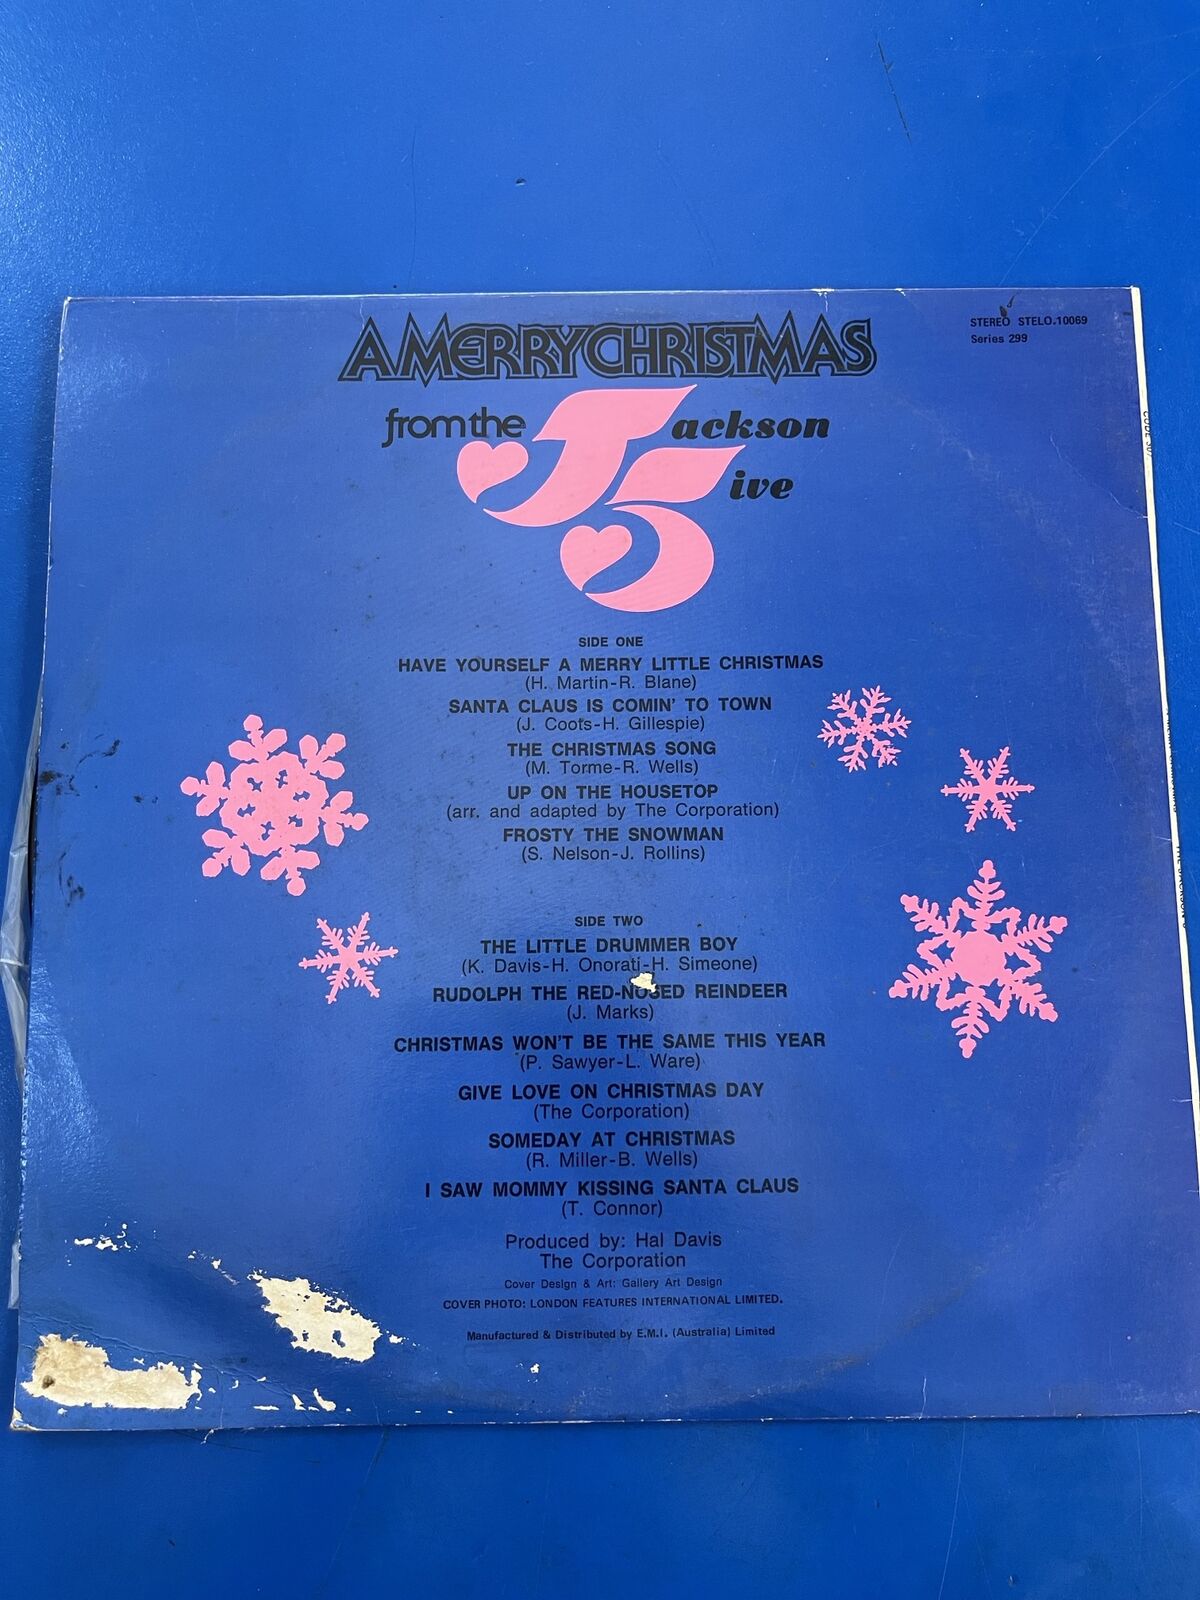 A MERRY CHRISTMAS
from the Jackson 5ive
STEREO STELO.10069
Series 299
SIDE ONE
HAVE YOURSELF A MERRY LITTLE CHRISTMAS
(H. Martin-R. Blane)
SANTA CLAUS IS COMIN' TO TOWN
(J. Coots-H. Gillespie)
THE CHRISTMAS SONG
(M. Torme-R. Wells)
UP ON THE HOUSETOP
(arr. and adapted by The Corporation)
FROSTY THE SNOWMAN
(S. Nelson-J. Rollins)
SIDE TWO
THE LITTLE DRUMMER BOY
(K. Davis-H. Onorati-H. Simeone)
RUDOLPH THE RED-NOSED REINDEER
(J. Marks)
CHRISTMAS WON'T BE THE SAME THIS YEAR
(P. Sawyer-L. Ware)
GIVE LOVE ON CHRISTMAS DAY
(The Corporation)
SOMEDAY AT CHRISTMAS
(R. Miller-B. Wells)
I SAW MOMMY KISSING SANTA CLAUS
(T. Connor)
Produced by: Hal Davis
The Corporation
Cover Design & Art: Gallery Art Design
COVER PHOTO: LONDON FEATURES INTERNATIONAL LIMITED.
Manufactured & Distributed by E.M.I. (Australia) Limited